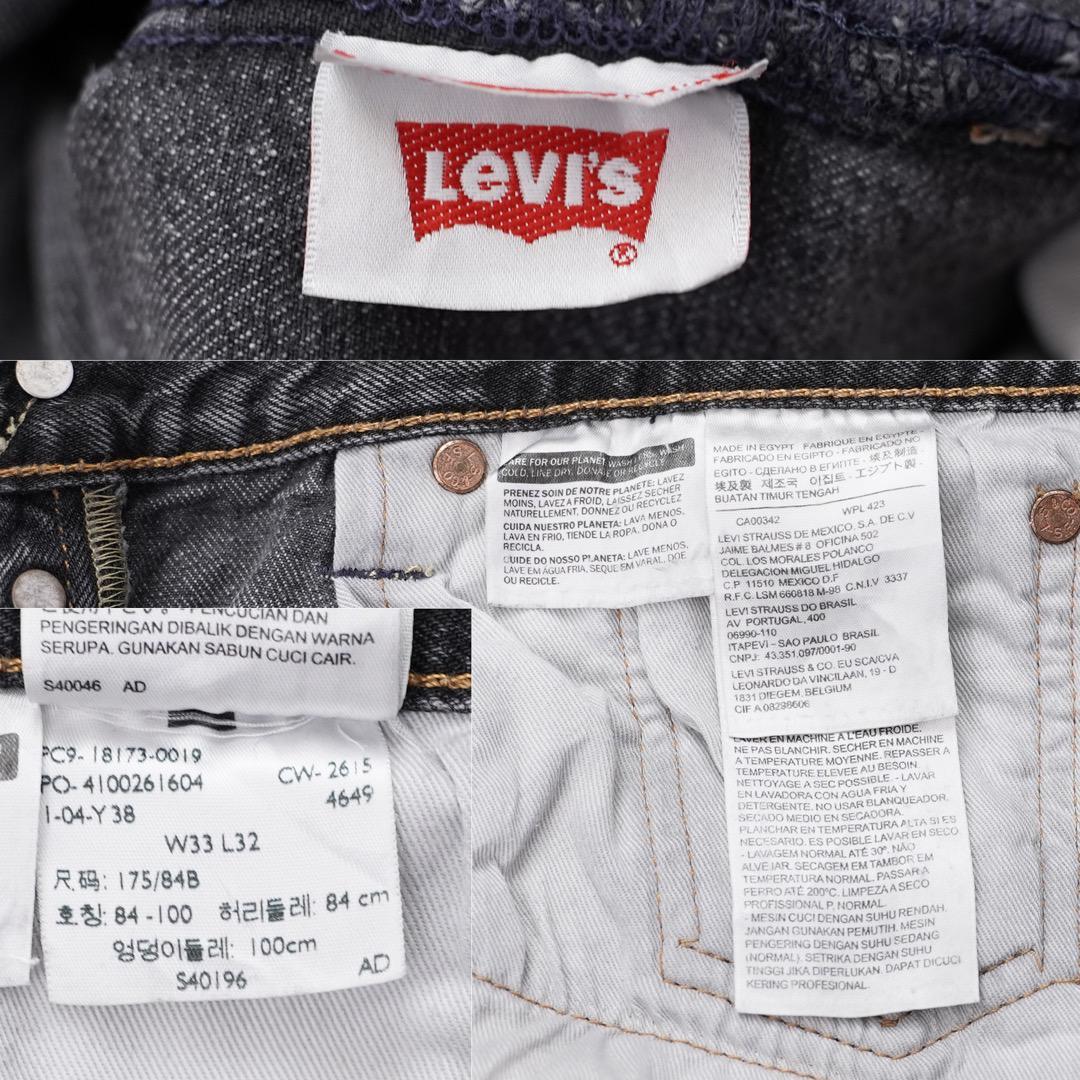 LEVI'S
®
CARE FOR OUR PLANET WASH LESS, WASH
COLD, LINE DRY, DONATE OR RECYCLE
PRENEZ SOIN DE NOTRE PLANETE: LAVEZ
MOINS, LAVEZ A FROID, LAISSEZ SECHER
NATURELLEMENT, DONNEZ OU RECYCLEZ
CUIDA NUESTRO PLANETA: LAVA MENOS,
LAVA EN FRIO, TIENDE LA ROPA, DONA O
RECICLA.
CUIDE DO NOSSO PLANETA: LAVE MENOS,
LAVE EM ÁGUA FRIA, SEQUE EM VARAL, DOE
OU RECICLE.
MADE IN EGYPT - FABRIQUE EN EGYPTE -
FABRICADO EN EGIPTO - FABRICADO NO
EGITO - СДЕЛАНО В ЕГИПТЕ - 埃及制造 -
埃及製 제조국 아집트 - エジプト製 -
BUATAN TIMUR TENGAH
CA00342 WPL 423
LEVI STRAUSS DE MEXICO, S.A. DE C.V
JAIME BALMES # 8 OFICINA 502
COL. LOS MORALES POLANCO
DELEGACION MIGUEL HIDALGO
C.P 11510 MEXICO D.F
R.F.C. LSM 660818 M-98 C.N.I.V 3337
LEVI STRAUSS DO BRASIL
AV PORTUGAL, 400
06990-110
ITAPEVI - SAO PAULO BRASIL
CNPJ: 43.351.097/0001-90
LEVI STRAUSS & CO. EU SCA/CVA
LEONARDO DA VINCILAAN, 19 - D
1831 DIEGEM, BELGIUM
CIF A 08298606
LAVER EN MACHINE A L'EAU FROIDE.
NE PAS BLANCHIR. SECHER EN MACHINE
A TEMPERATURE MOYENNE. REPASSER A
TEMPERATURE ELEVEE AU BESOIN.
NETTOYAGE A SEC POSSIBLE. - LAVAR
EN LAVADORA CON AGUA FRIA Y
DETERGENTE. NO USAR BLANQUEADOR.
SECADO MEDIO EN SECADORA.
PLANCHAR EN TEMPERATURA ALTA SI ES
NECESARIO. ES POSIBLE LAVAR EN SECO
- LAVAGEM NORMAL ATÉ 30º. NÃO
ALVEJAR. SECAGEM EM TAMBOR EM
TEMPERATURA NORMAL. PASSAR A
FERRO ATÉ 200ºC. LIMPEZA A SECO
PROFISSIONAL P, NORMAL.
- MESIN CUCI DENGAN SUHU RENDAH.
JANGAN GUNAKAN PEMUTIH. MESIN
PENGERING DENGAN SUHU SEDANG
(NORMAL). SETRIKA DENGAN SUHU
TINGGI JIKA DIPERLUKAN. DAPAT DICUCI
KERING PROFESIONAL.
PENCUCIAN DAN
PENGERINGAN DIBALIK DENGAN WARNA
SERUPA. GUNAKAN SABUN CUCI CAIR.
S40046 AD
PC9- 18173-0019
PO- 4100261604
CW- 2615
4649
1-04-Y 38
W33 L32
尺码: 175/84B
호칭: 84 -100 허리둘레: 84 cm
엉덩이둘레: 100cm
S40196
AD